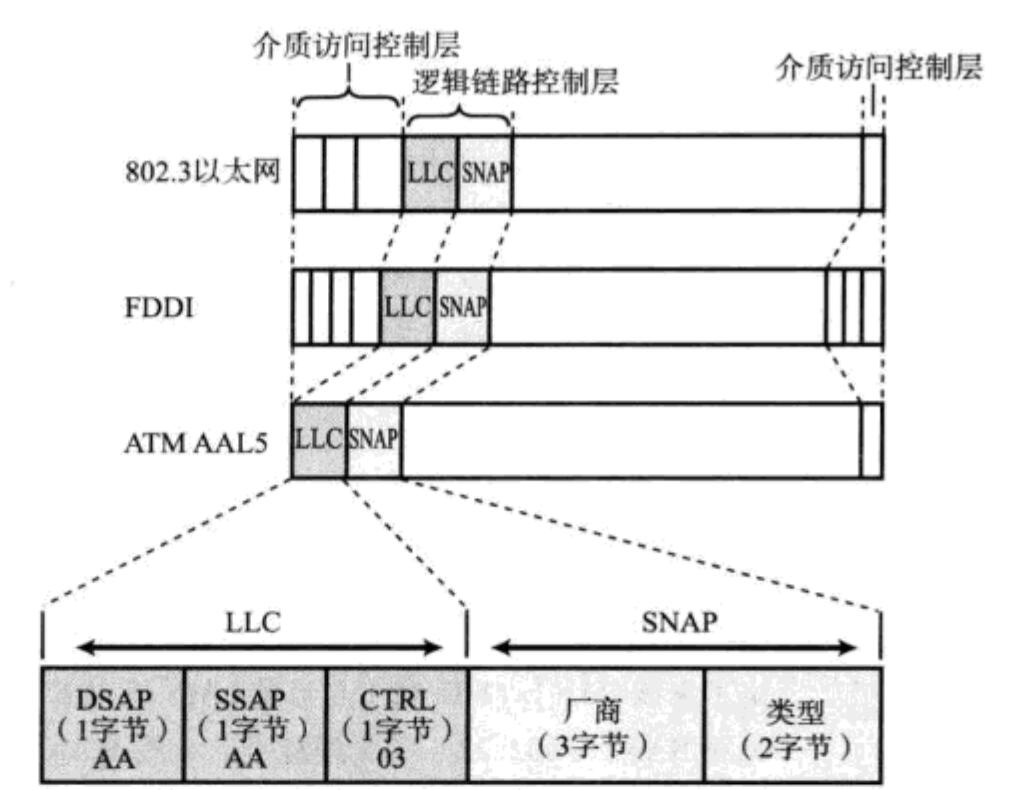 介质访问控制层
逻辑链路控制层
介质访问控制层
802.3以太网
LLC
SNAP
FDDI
LLC
SNAP
ATM AAL5
LLC
SNAP
LLC
SNAP
DSAP
（1字节）
AA
SSAP
（1字节）
AA
CTRL
（1字节）
03
厂商
（3字节）
类型
（2字节）